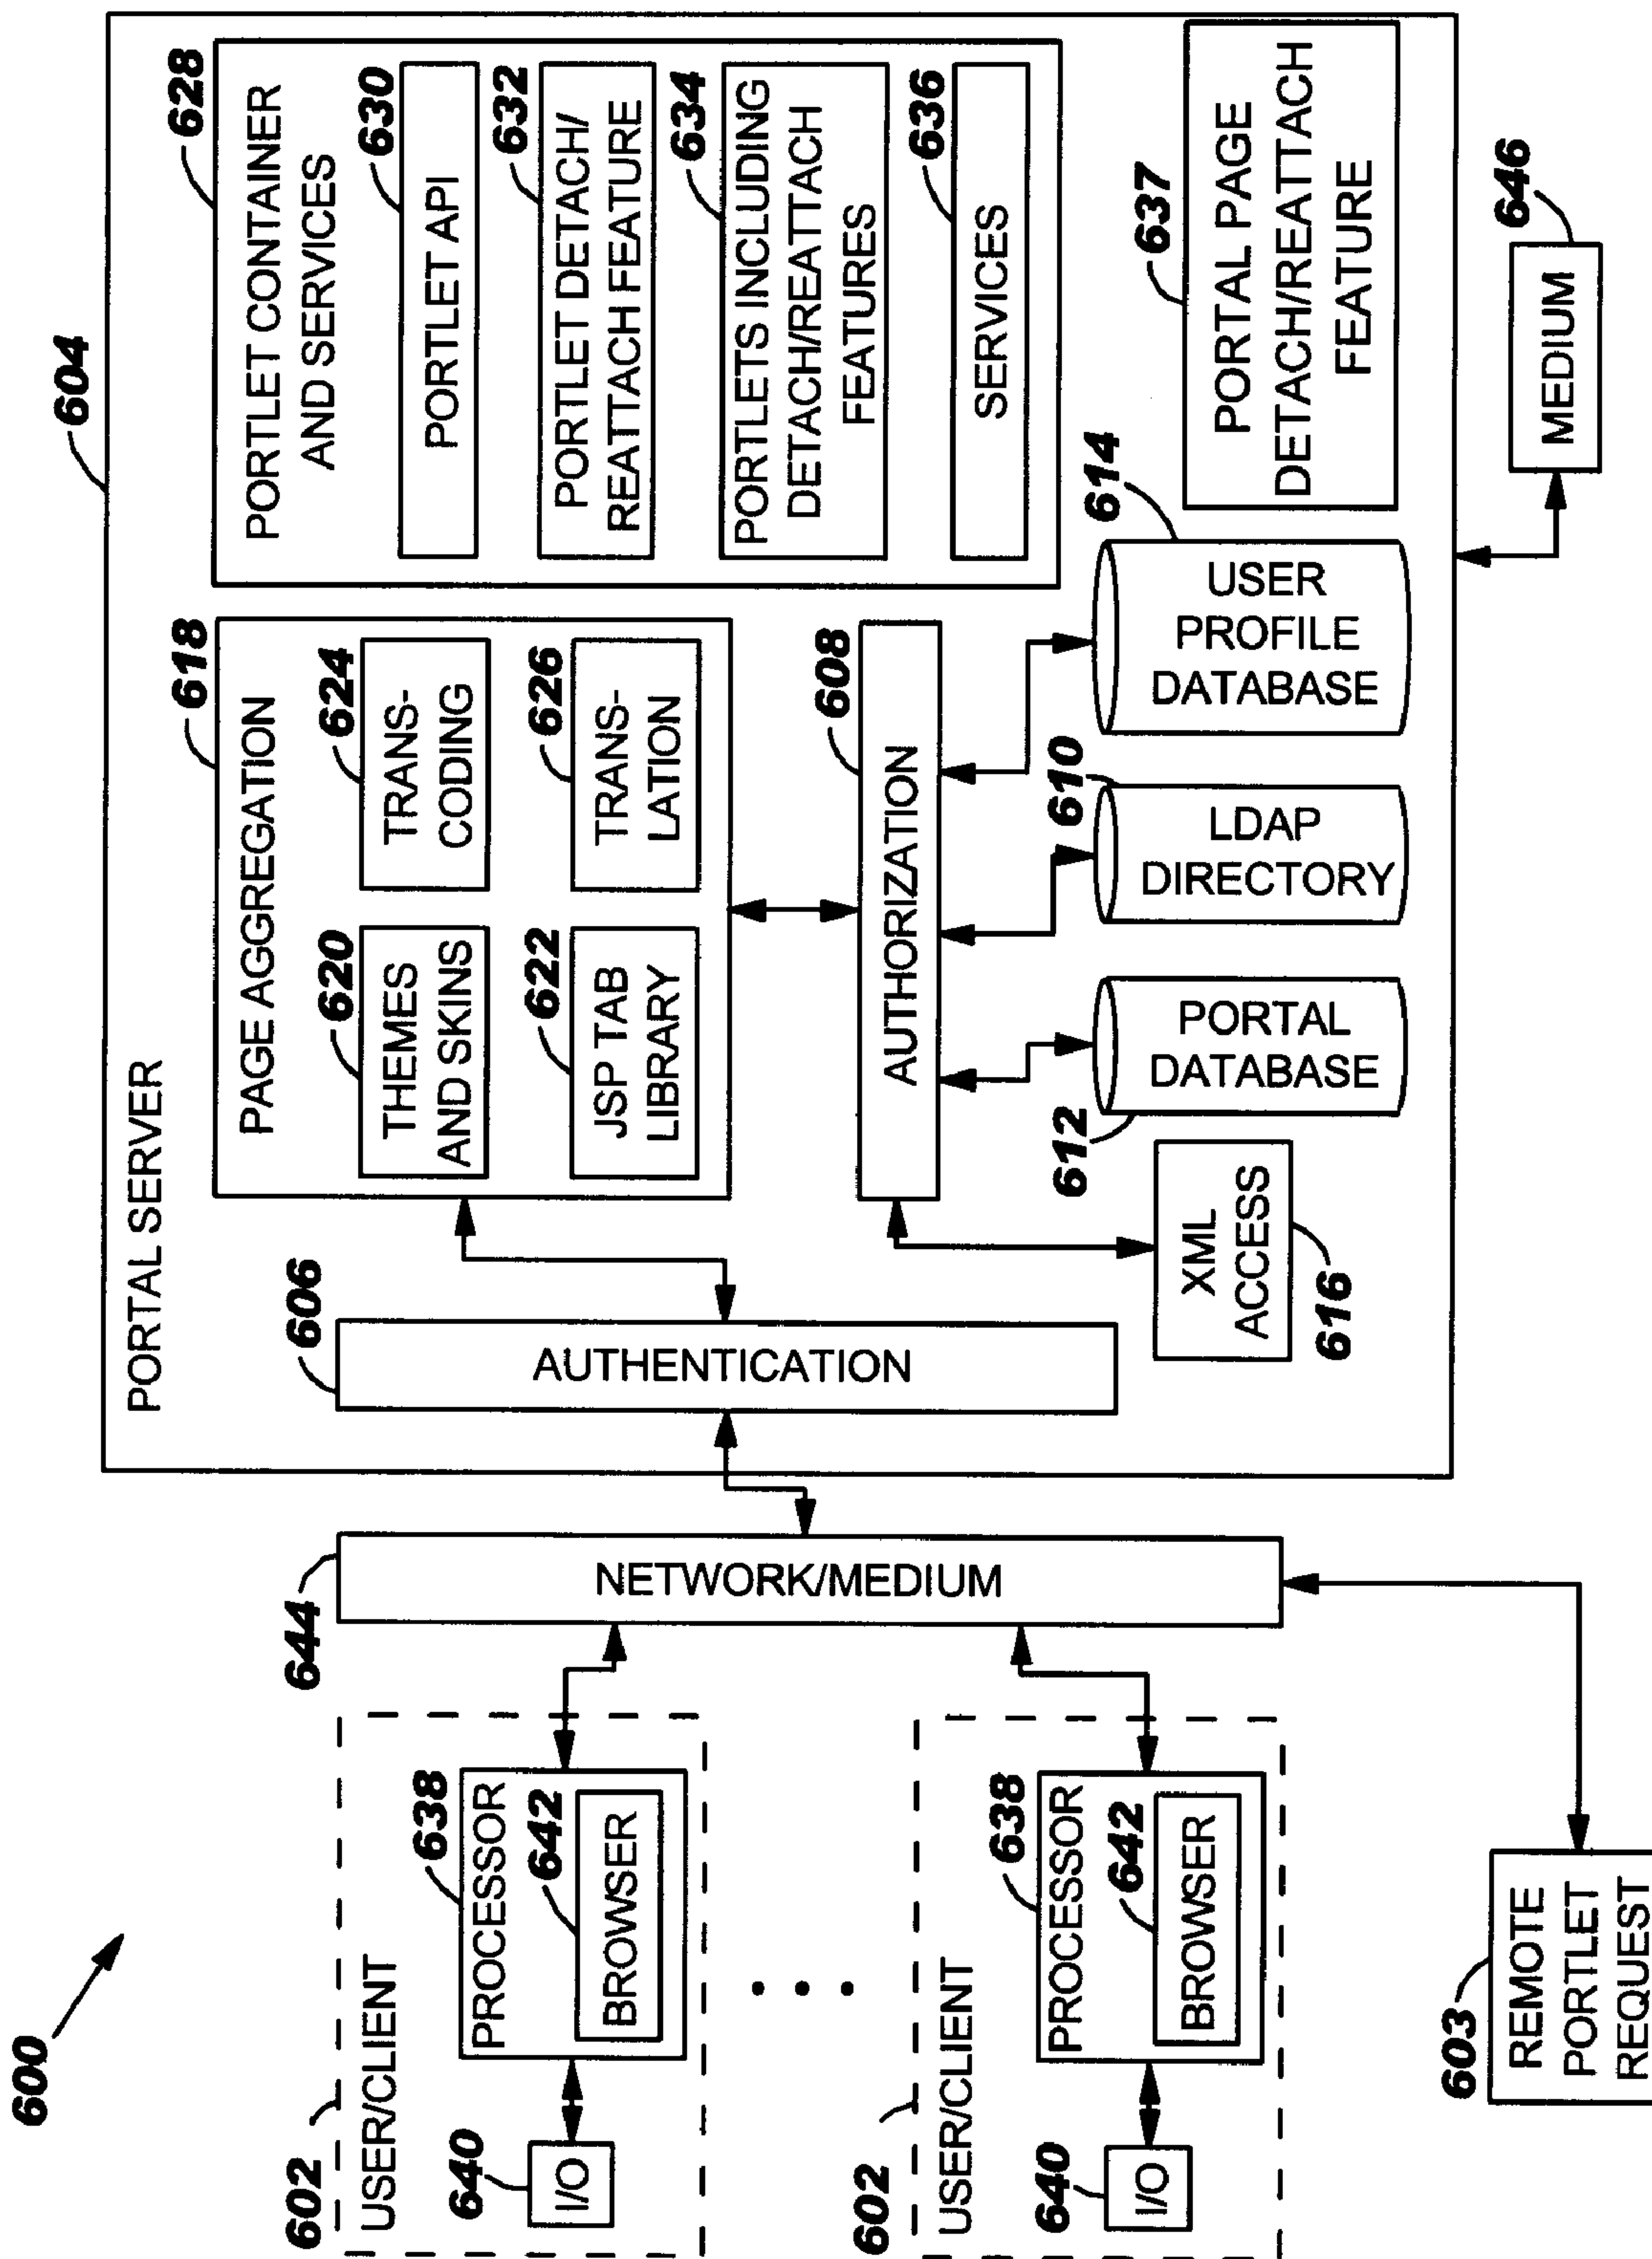 600
604
PORTAL SERVER
602
USER/CLIENT
638
PROCESSOR
642
BROWSER
640
I/O
602
USER/CLIENT
638
PROCESSOR
642
BROWSER
640
I/O
603
REMOTE
PORTLET
REQUEST
644
NETWORK/MEDIUM
606
AUTHENTICATION
618
PAGE AGGREGATION
620
THEMES
AND SKINS
624
TRANS-
CODING
622
JSP TAB
LIBRARY
626
TRANS-
LATION
608
AUTHORIZATION
616
XML
ACCESS
612
PORTAL
DATABASE
610
LDAP
DIRECTORY
614
USER
PROFILE
DATABASE
628
PORTLET CONTAINER
AND SERVICES
630
PORTLET API
632
PORTLET DETACH/
REATTACH FEATURE
634
PORTLETS INCLUDING
DETACH/REATTACH
FEATURES
636
SERVICES
637
PORTAL PAGE
DETACH/REATTACH
FEATURE
646
MEDIUM